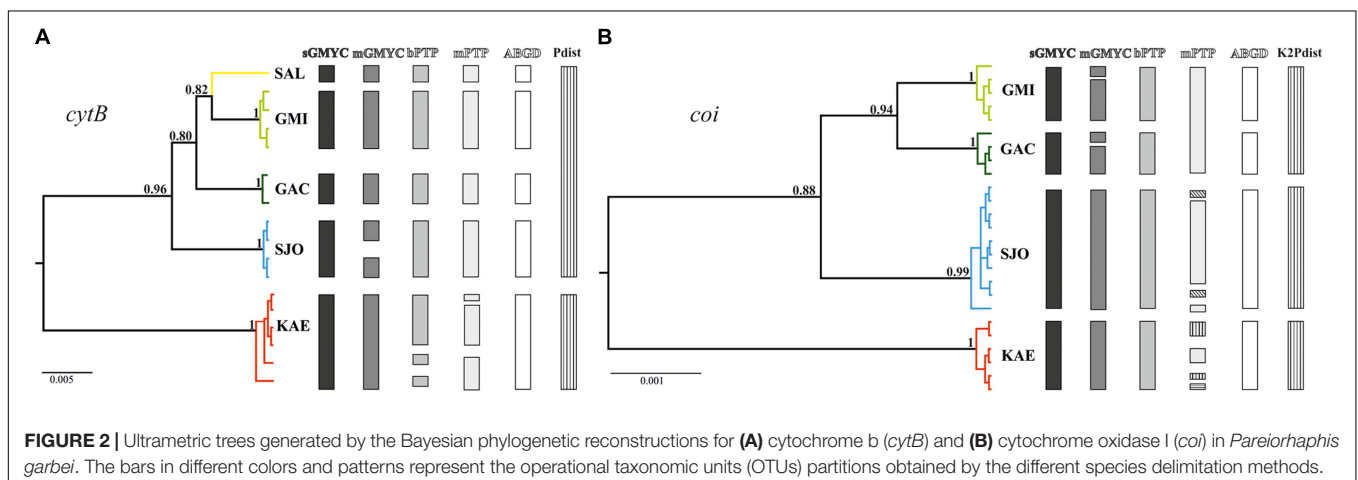 A
sGMYC mGMYC bPTP mPTP ABGD Pdist
cytB
SAL
0.82
GMI
1
0.80
GAC
1
0.96
SJO
1
KAE
1
0.005
B
sGMYC mGMYC bPTP mPTP ABGD K2Pdist
coi
1
GMI
0.94
1
GAC
0.88
SJO
0.99
1
KAE
0.001
FIGURE 2 | Ultrametric trees generated by the Bayesian phylogenetic reconstructions for (A) cytochrome b (cytB) and (B) cytochrome oxidase I (coi) in Pareiorhaphis
garbei. The bars in different colors and patterns represent the operational taxonomic units (OTUs) partitions obtained by the different species delimitation methods.